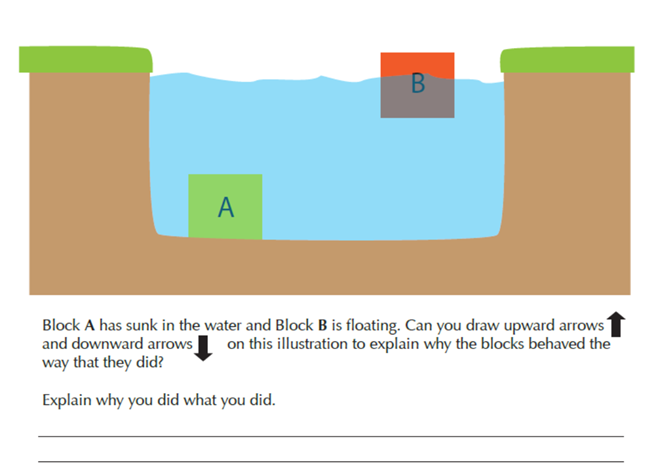 B
A
Block A has sunk in the water and Block B is floating. Can you draw upward arrows
and downward arrows on this illustration to explain why the blocks behaved the
way that they did?
Explain why you did what you did.